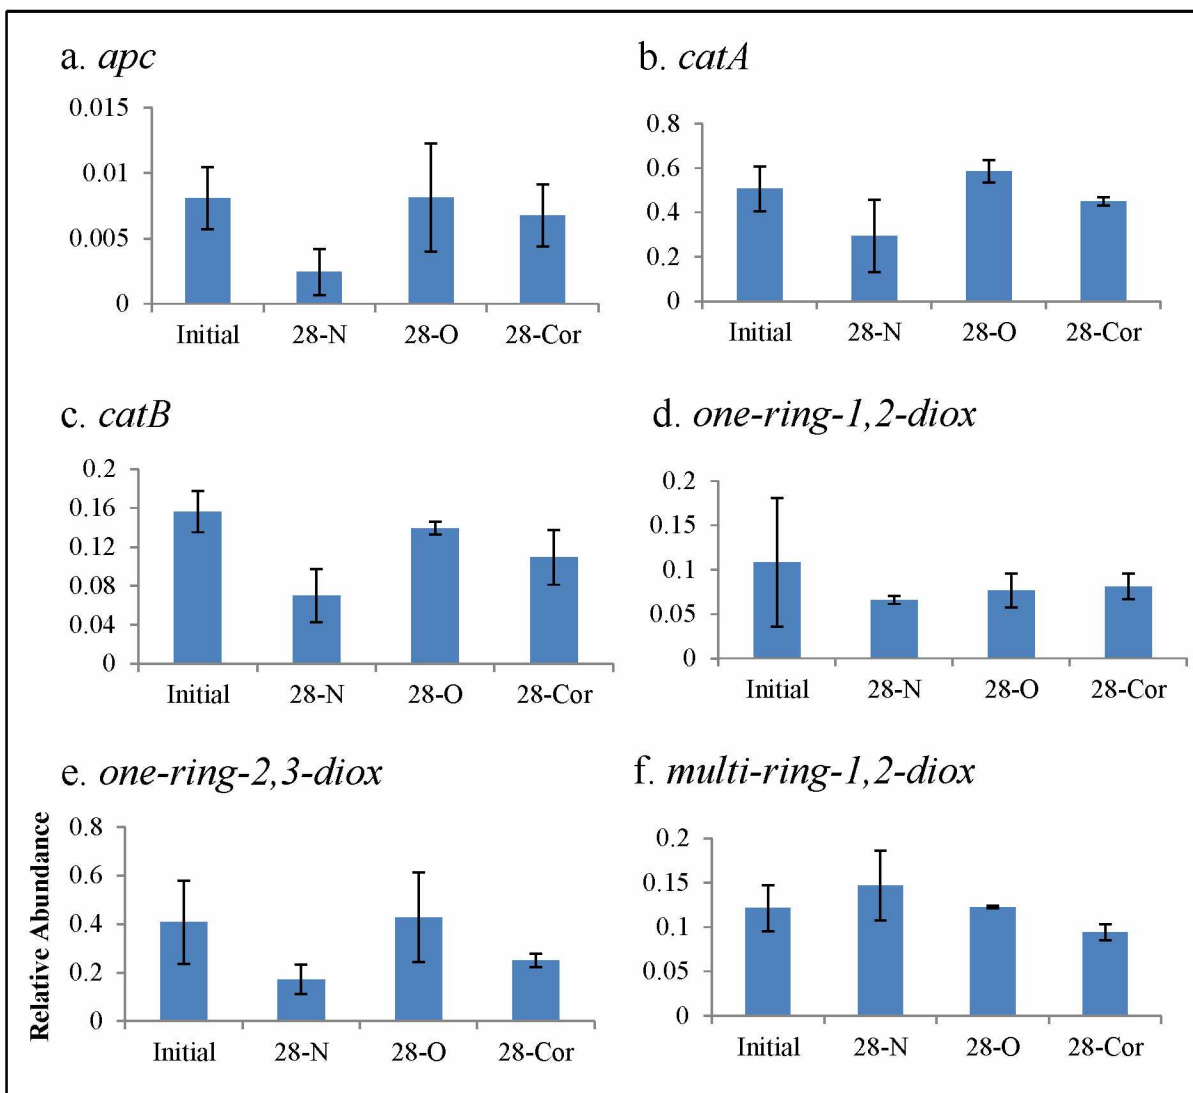 a. apc
0.015
0.01
0.005
0
Initial 28-N 28-O 28-Cor
b. catA
0.8
0.6
0.4
0.2
0
Initial 28-N 28-O 28-Cor
c. catB
0.2
0.16
0.12
0.08
0.04
0
Initial 28-N 28-O 28-Cor
d. one-ring-1,2-diox
0.2
0.15
0.1
0.05
0
Initial 28-N 28-O 28-Cor
e. one-ring-2,3-diox
Relative Abundance
0.8
0.6
0.4
0.2
0
Initial 28-N 28-O 28-Cor
f. multi-ring-1,2-diox
0.2
0.15
0.1
0.05
0
Initial 28-N 28-O 28-Cor